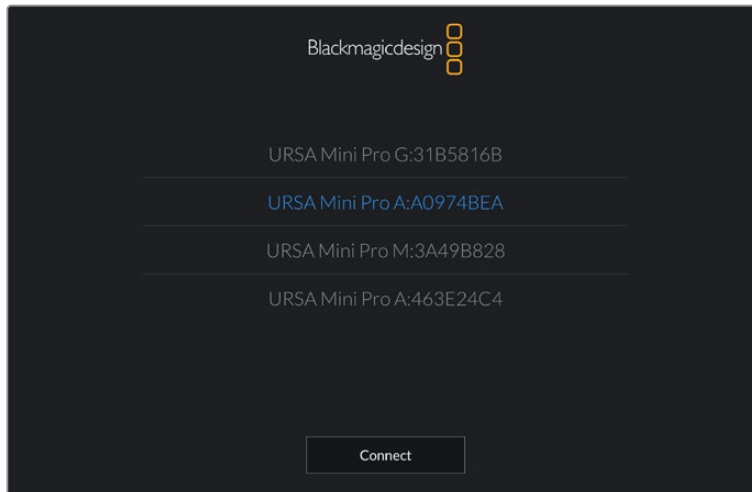 Blackmagicdesign
URSA Mini Pro G:31B5816B
URSA Mini Pro A:A0974BEA
URSA Mini Pro M:3A49B828
URSA Mini Pro A:463E24C4
Connect